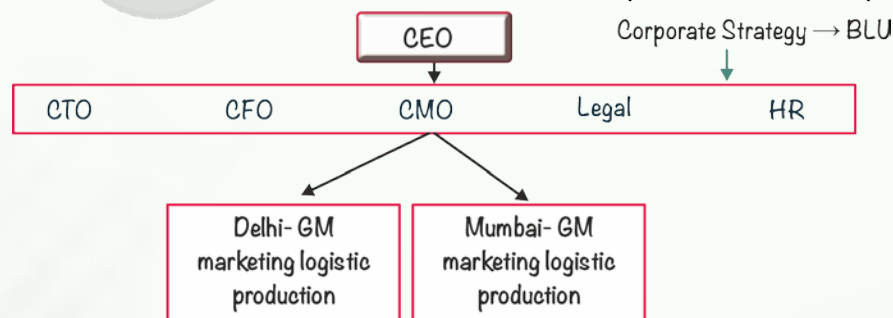 CEO
Corporate Strategy → BLU
CTO CFO CMO Legal HR
Delhi- GM
marketing logistic
production
Mumbai- GM
marketing logistic
production